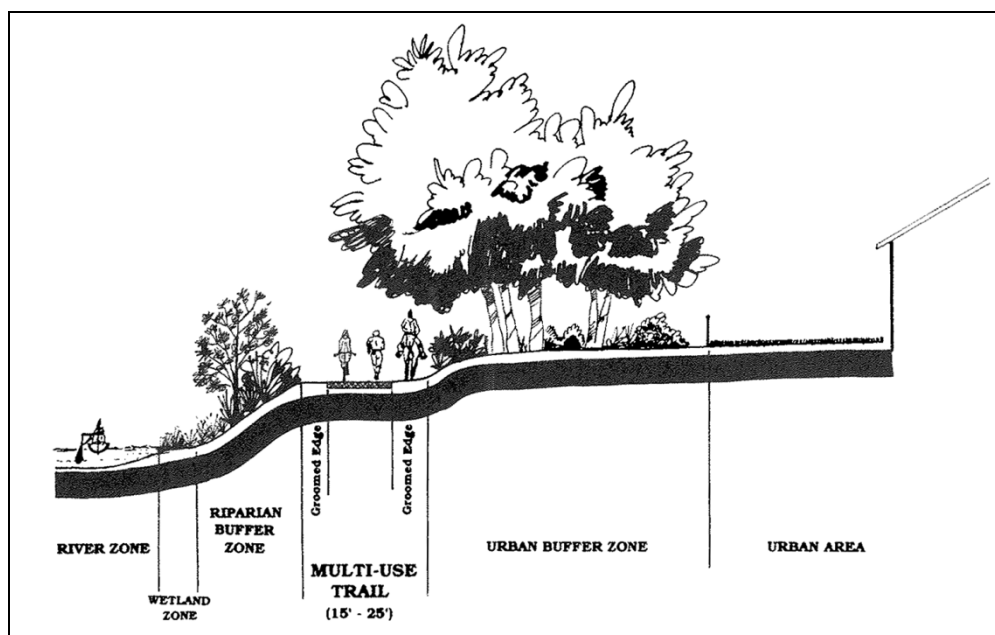 RIVER ZONE
WETLAND
ZONE
RIPARIAN
BUFFER
ZONE
Groomed Edge
Groomed Edge
MULTI-USE
TRAIL
(15' - 25')
URBAN BUFFER ZONE
URBAN AREA